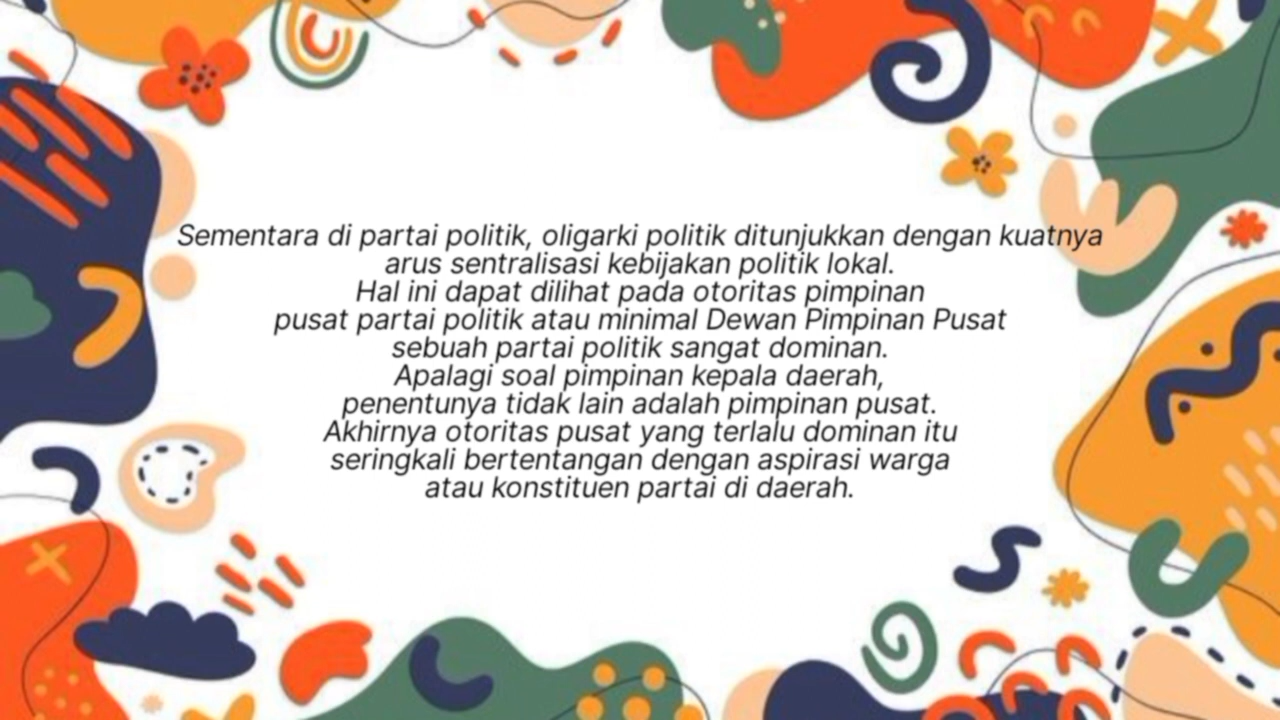 Sementara di partai politik, oligarki politik ditunjukkan dengan kuatnya
arus sentralisasi kebijakan politik lokal.
Hal ini dapat dilihat pada otoritas pimpinan
pusat partai politik atau minimal Dewan Pimpinan Pusat
sebuah partai politik sangat dominan.
Apalagi soal pimpinan kepala daerah,
penentunya tidak lain adalah pimpinan pusat.
Akhirnya otoritas pusat yang terlalu dominan itu
seringkali bertentangan dengan aspirasi warga
atau konstituen partai di daerah.